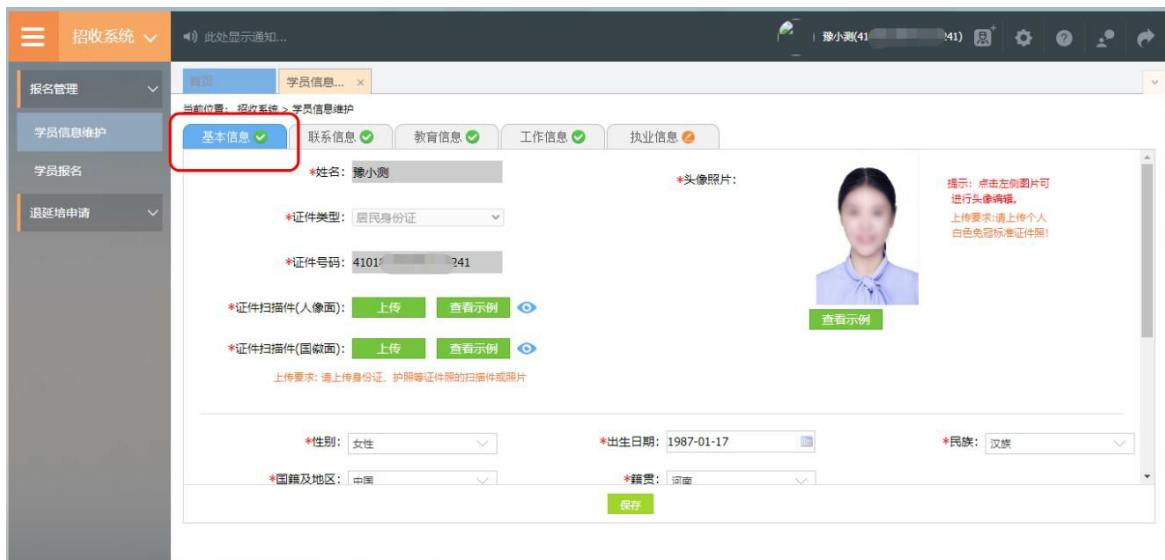 招收系统
此处显示通知...
豫小测(41 241)
报名管理
学员信息维护
学员报名
退延培申请
首页
学员信息... ×
当前位置: 招收系统 > 学员信息维护
基本信息
联系信息
教育信息
工作信息
执业信息
*姓名: 豫小测
*头像照片:
提示: 点击左侧图片可
进行头像编辑。
上传要求:请上传个人
白色免冠标准证件照!
*证件类型: 居民身份证
*证件号码: 4101 241
*证件扫描件(人像面): 上传 查看示例
查看示例
*证件扫描件(国徽面): 上传 查看示例
上传要求: 请上传身份证、护照等证件照的扫描件或照片
*性别: 女性
*出生日期: 1987-01-17
*民族: 汉族
*国籍及地区: 中国
*籍贯: 河南
保存